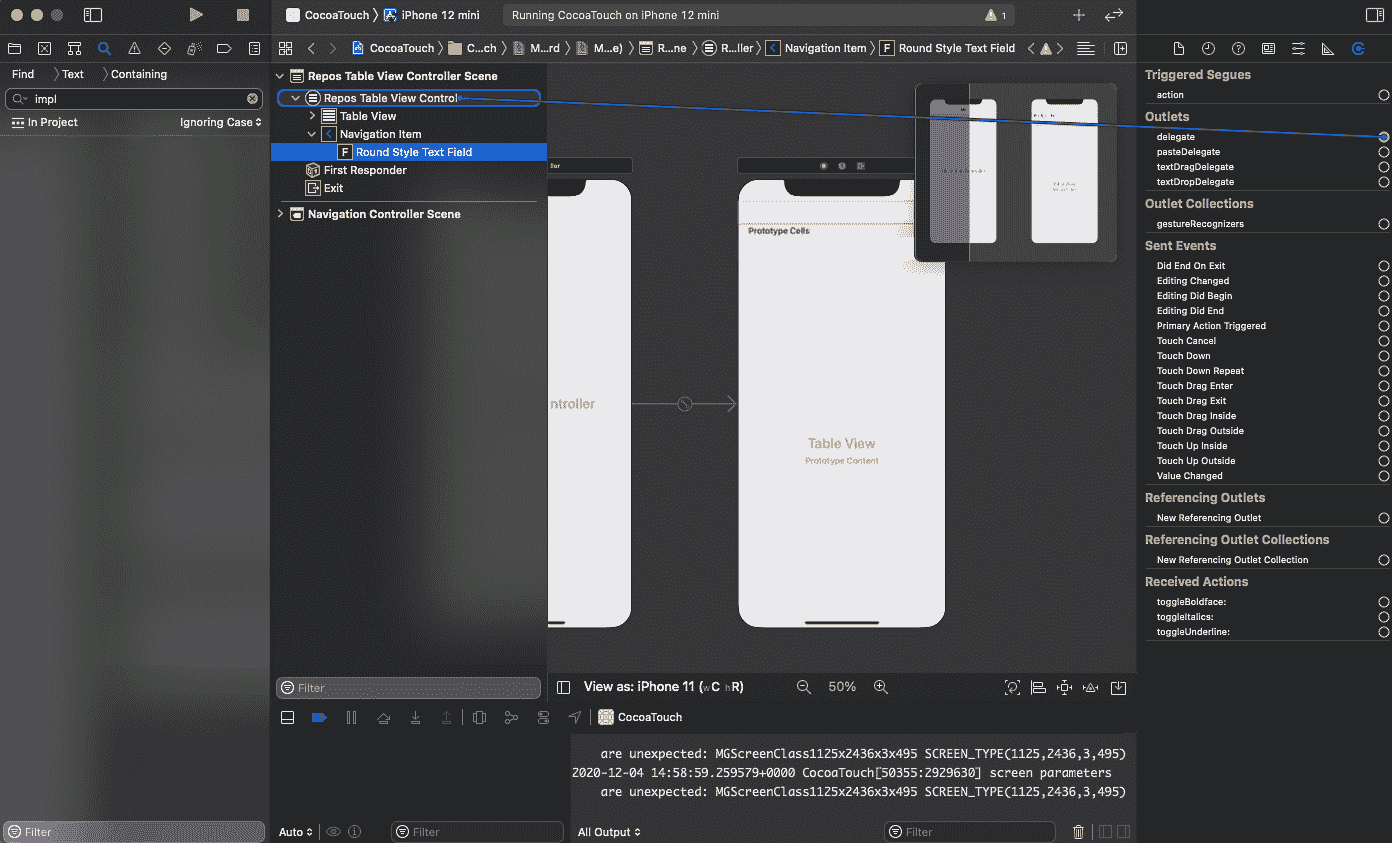 CocoaTouch iPhone 12 mini
Running CocoaTouch on iPhone 12 mini
1
Find Text Containing
impl
In Project Ignoring Case
CocoaTouch C...ch M...rd M...e) R...ne R...ller Navigation Item Round Style Text Field
Repos Table View Controller Scene
Repos Table View Control
Table View
Navigation Item
F Round Style Text Field
First Responder
Exit
Navigation Controller Scene
Filter
ller
ntroller
Prototype Cells
Table View
Prototype Content
View as: iPhone 11 (wC hR)
50%
CocoaTouch
are unexpected: MGScreenClass1125x2436x3x495 SCREEN_TYPE(1125,2436,3,495)
2020-12-04 14:58:59.259579+0000 CocoaTouch[50355:2929630] screen parameters
are unexpected: MGScreenClass1125x2436x3x495 SCREEN_TYPE(1125,2436,3,495)
Filter
Auto
Filter
All Output
Filter
Triggered Segues
action
Outlets
delegate
pasteDelegate
textDragDelegate
textDropDelegate
Outlet Collections
gestureRecognizers
Sent Events
Did End On Exit
Editing Changed
Editing Did Begin
Editing Did End
Primary Action Triggered
Touch Cancel
Touch Down
Touch Down Repeat
Touch Drag Enter
Touch Drag Exit
Touch Drag Inside
Touch Drag Outside
Touch Up Inside
Touch Up Outside
Value Changed
Referencing Outlets
New Referencing Outlet
Referencing Outlet Collections
New Referencing Outlet Collection
Received Actions
toggleBoldface:
toggleItalics:
toggleUnderline: